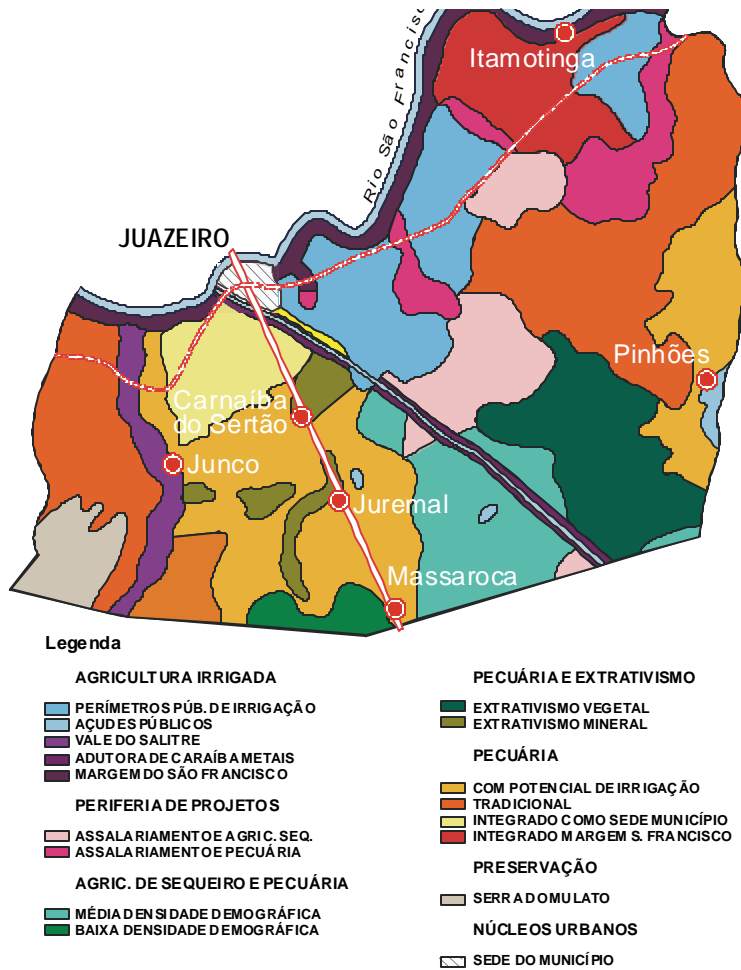 Itamotinga
Rio São Francisc
JUAZEIRO
Pinhões
Carnaíba
do Sertão
Junco
Juremal
Massaroca
Legenda
AGRICULTURA IRRIGADA
PERÍMETROS PÚB. DE IRRIGAÇÃO
AÇUDES PÚBLICOS
VALE DO SALITRE
ADUTORA DE CARAÍBA METAIS
MARGEM DO SÃO FRANCISCO
PERIFERIA DE PROJETOS
ASSALARIAMENTO E AGRIC. SEQ.
ASSALARIAMENTO E PECUÁRIA
AGRIC. DE SEQUEIRO E PECUÁRIA
MÉDIA DENSIDADE DEMOGRÁFICA
BAIXA DENSIDADE DEMOGRÁFICA
PECUÁRIA E EXTRATIVISMO
EXTRATIVISMO VEGETAL
EXTRATIVISMO MINERAL
PECUÁRIA
COM POTENCIAL DE IRRIGAÇÃO
TRADICIONAL
INTEGRADO COM O SEDE MUNICÍPIO
INTEGRADO MARGEM S. FRANCISCO
PRESERVAÇÃO
SERRA DO MULATO
NÚCLEOS URBANOS
SEDE DO MUNICÍPIO